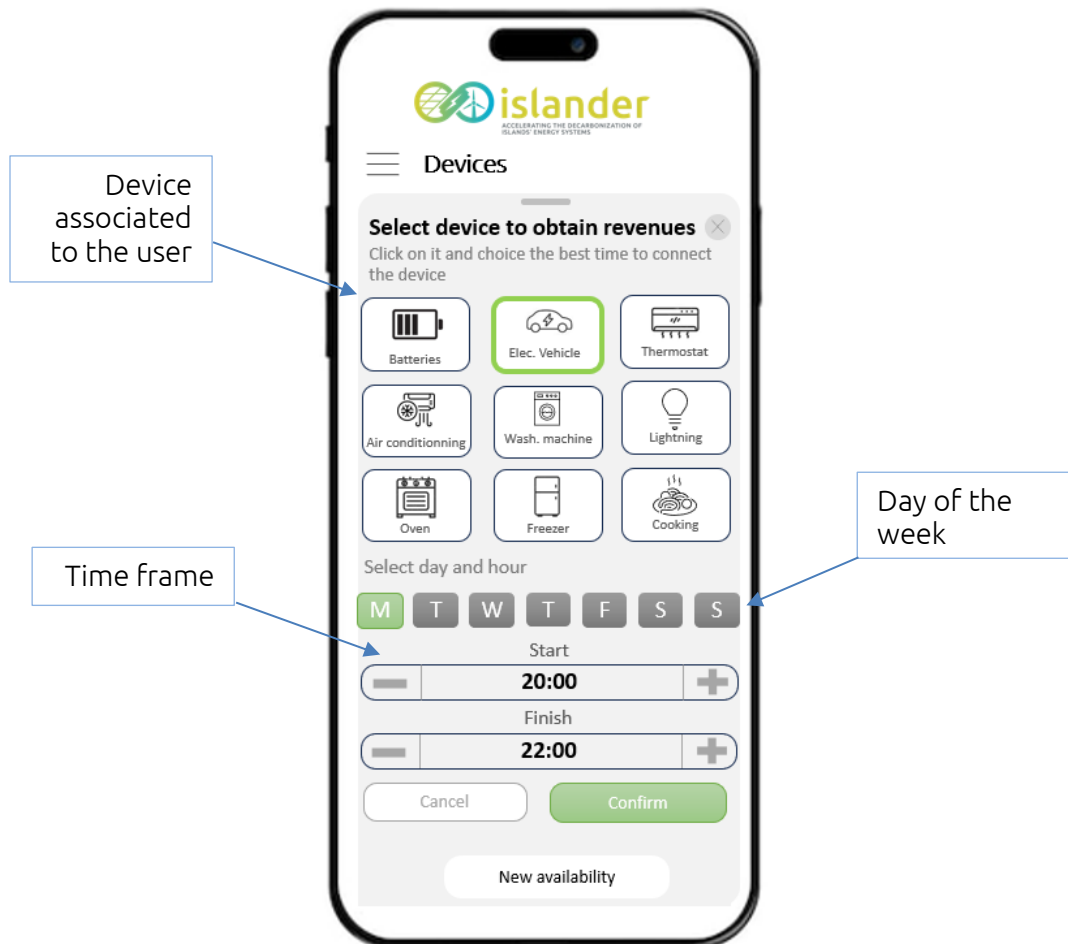 islander
ACCELERATING THE DECARBONIZATION OF
ISLANDS' ENERGY SYSTEMS
Devices
Device
associated
to the user
Select device to obtain revenues
Click on it and choice the best time to connect
the device
Batteries
Elec. Vehicle
Thermostat
Air conditionning
Wash. machine
Lightning
Oven
Freezer
Cooking
Day of the
week
Time frame
Select day and hour
M T W T F S S
Start
20:00
Finish
22:00
Cancel
Confirm
New availability